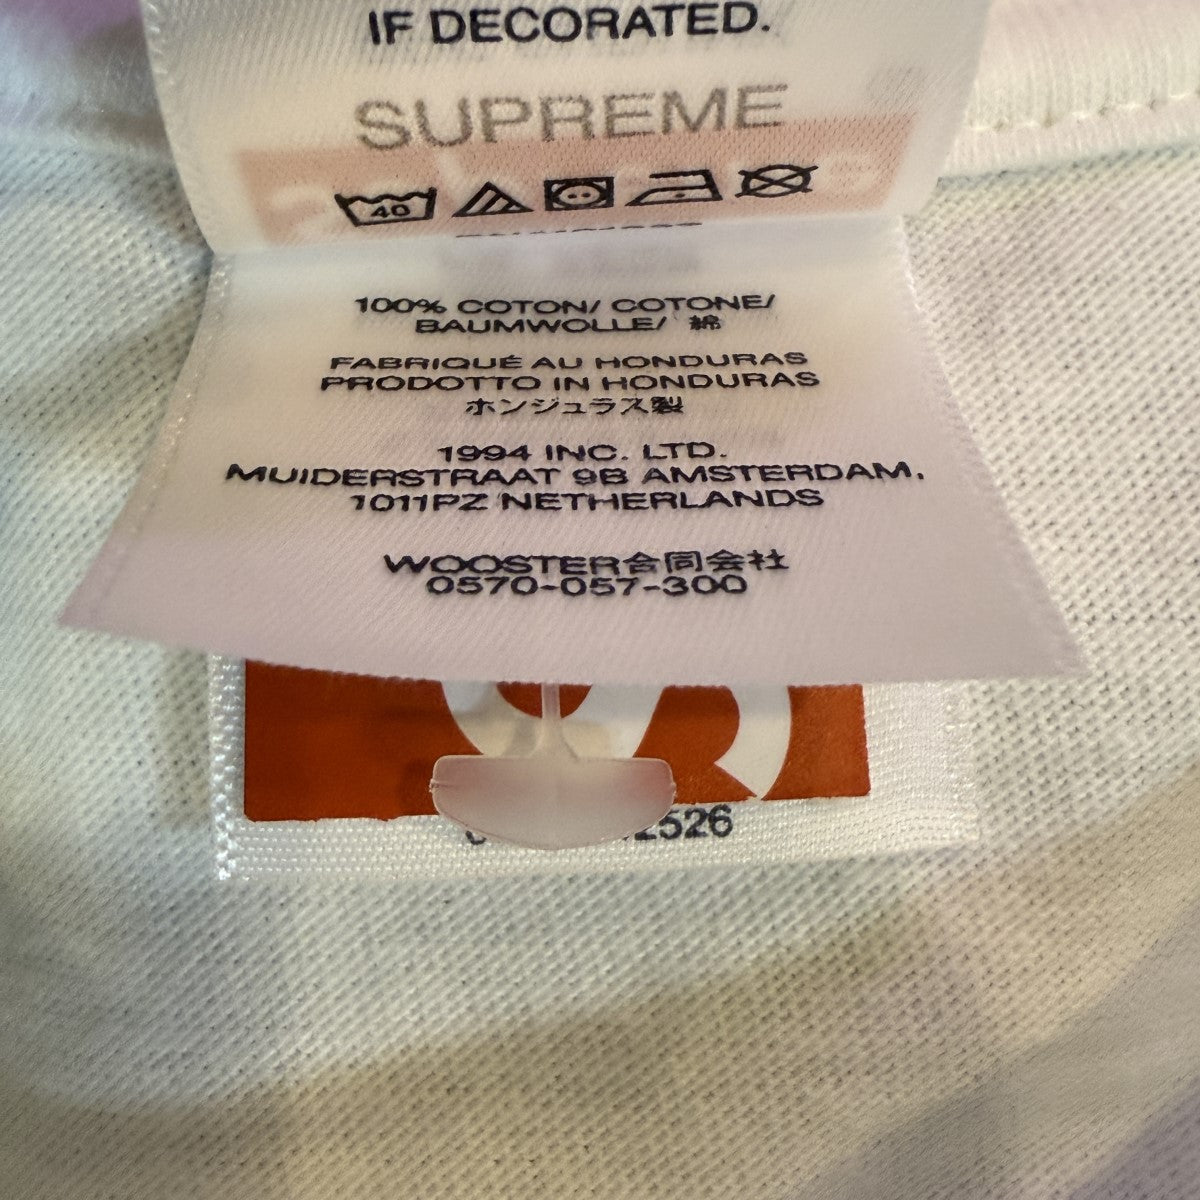 IF DECORATED.
SUPREME
40
100% COTON/ COTONE/
BAUMWOLLE/ 綿
FABRIQUÉ AU HONDURAS
PRODOTTO IN HONDURAS
ホンジュラス製
1994 INC. LTD.
MUIDERSTRAAT 9B AMSTERDAM,
1011PZ NETHERLANDS
WOOSTER合同会社
0570-057-300
2526